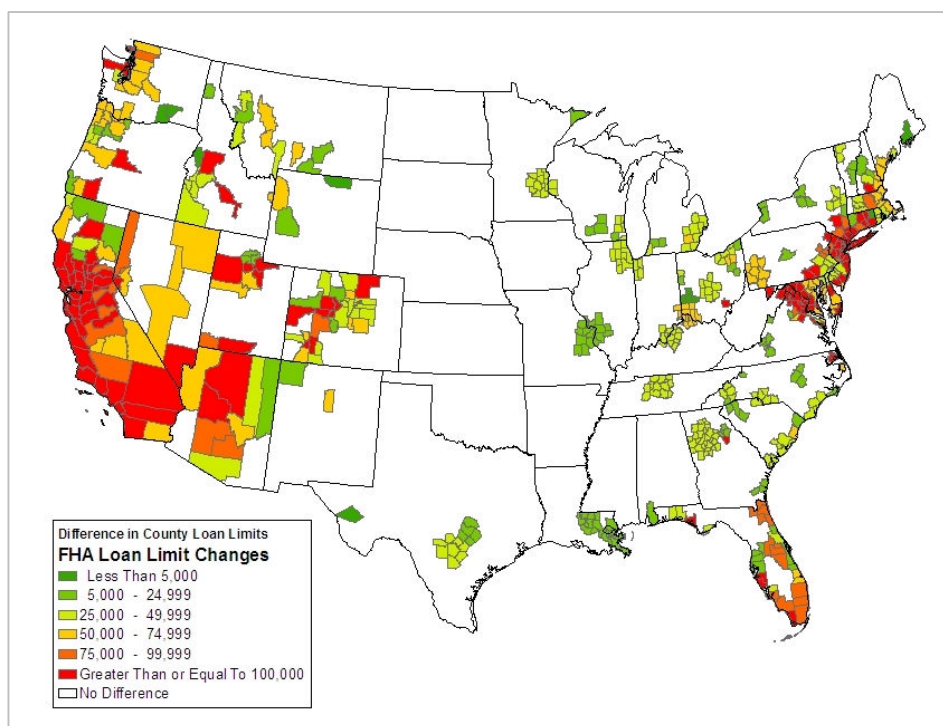 Difference in County Loan Limits
FHA Loan Limit Changes
Less Than 5,000
5,000 - 24,999
25,000 - 49,999
50,000 - 74,999
75,000 - 99,999
Greater Than or Equal To 100,000
No Difference